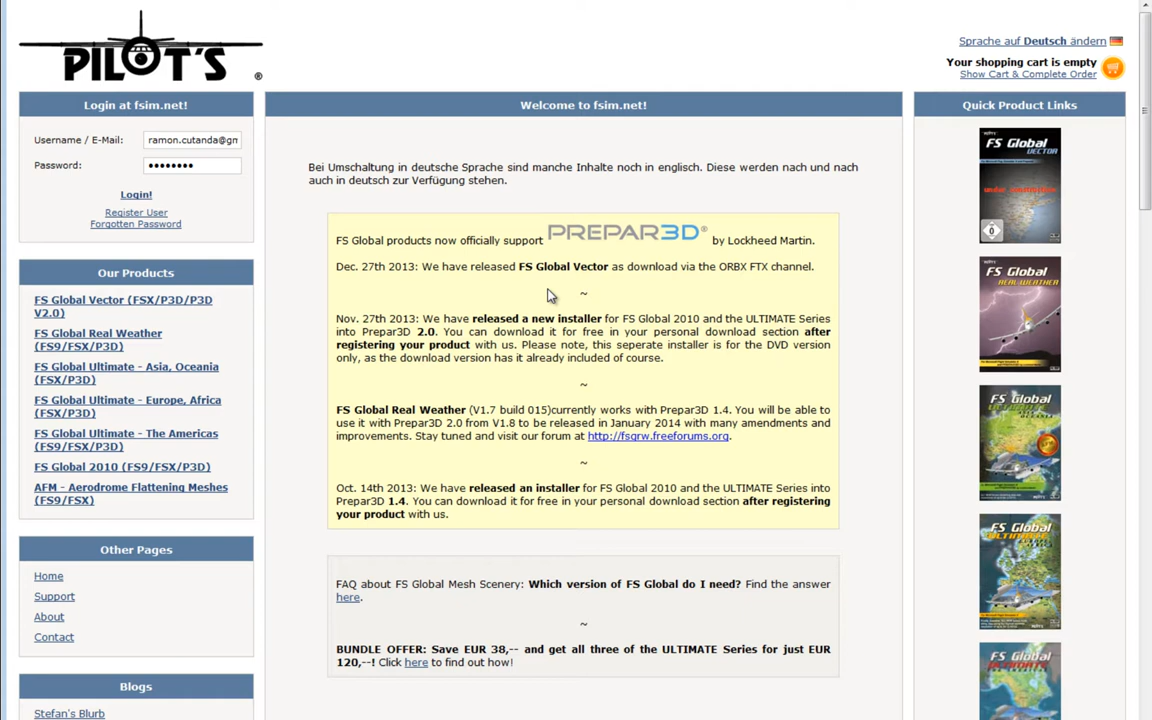 PILOT'S ®
Sprache auf Deutsch ändern
Your shopping cart is empty
Show Cart & Complete Order
Login at fsim.net!
Username / E-Mail: ramon.cutanda@gm
Password: ••••••••
Login!
Register User
Forgotten Password
Our Products
FS Global Vector (FSX/P3D/P3D
V2.0)
FS Global Real Weather
(FS9/FSX/P3D)
FS Global Ultimate - Asia, Oceania
(FSX/P3D)
FS Global Ultimate - Europe, Africa
(FSX/P3D)
FS Global Ultimate - The Americas
(FS9/FSX/P3D)
FS Global 2010 (FS9/FSX/P3D)
AFM - Aerodrome Flattening Meshes
(FS9/FSX)
Other Pages
Home
Support
About
Contact
Blogs
Stefan's Blurb
Welcome to fsim.net!
Bei Umschaltung in deutsche Sprache sind manche Inhalte noch in englisch. Diese werden nach und nach
auch in deutsch zur Verfügung stehen.
FS Global products now officially support PREPAR3D® by Lockheed Martin.
Dec. 27th 2013: We have released FS Global Vector as download via the ORBX FTX channel.
~
Nov. 27th 2013: We have released a new installer for FS Global 2010 and the ULTIMATE Series
into Prepar3D 2.0. You can download it for free in your personal download section after
registering your product with us. Please note, this seperate installer is for the DVD version
only, as the download version has it already included of course.
~
FS Global Real Weather (V1.7 build 015)currently works with Prepar3D 1.4. You will be able to
use it with Prepar3D 2.0 from V1.8 to be released in January 2014 with many amendments and
improvements. Stay tuned and visit our forum at http://fsgrw.freeforums.org.
~
Oct. 14th 2013: We have released an installer for FS Global 2010 and the ULTIMATE Series into
Prepar3D 1.4. You can download it for free in your personal download section after registering
your product with us.
FAQ about FS Global Mesh Scenery: Which version of FS Global do I need? Find the answer
here.
~
BUNDLE OFFER: Save EUR 38,-- and get all three of the ULTIMATE Series for just EUR
120,--! Click here to find out how!
Quick Product Links
FS Global
VECTOR
under construction
FS Global
REAL WEATHER
FS Global
ULTIMATE
FS Global
ULTIMATE
FS Global
ULTIMATE